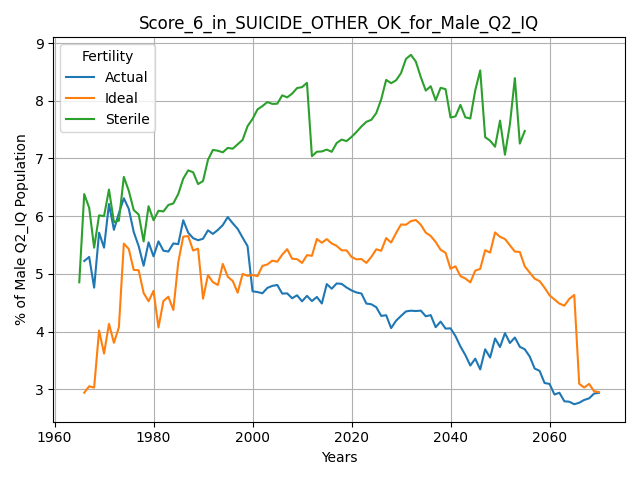 Score_6_in_SUICIDE_OTHER_OK_for_Male_Q2_IQ
Fertility
Actual
Ideal
Sterile
% of Male Q2_IQ Population
9
8
7
6
5
4
3
1960 1980 2000 2020 2040 2060
Years